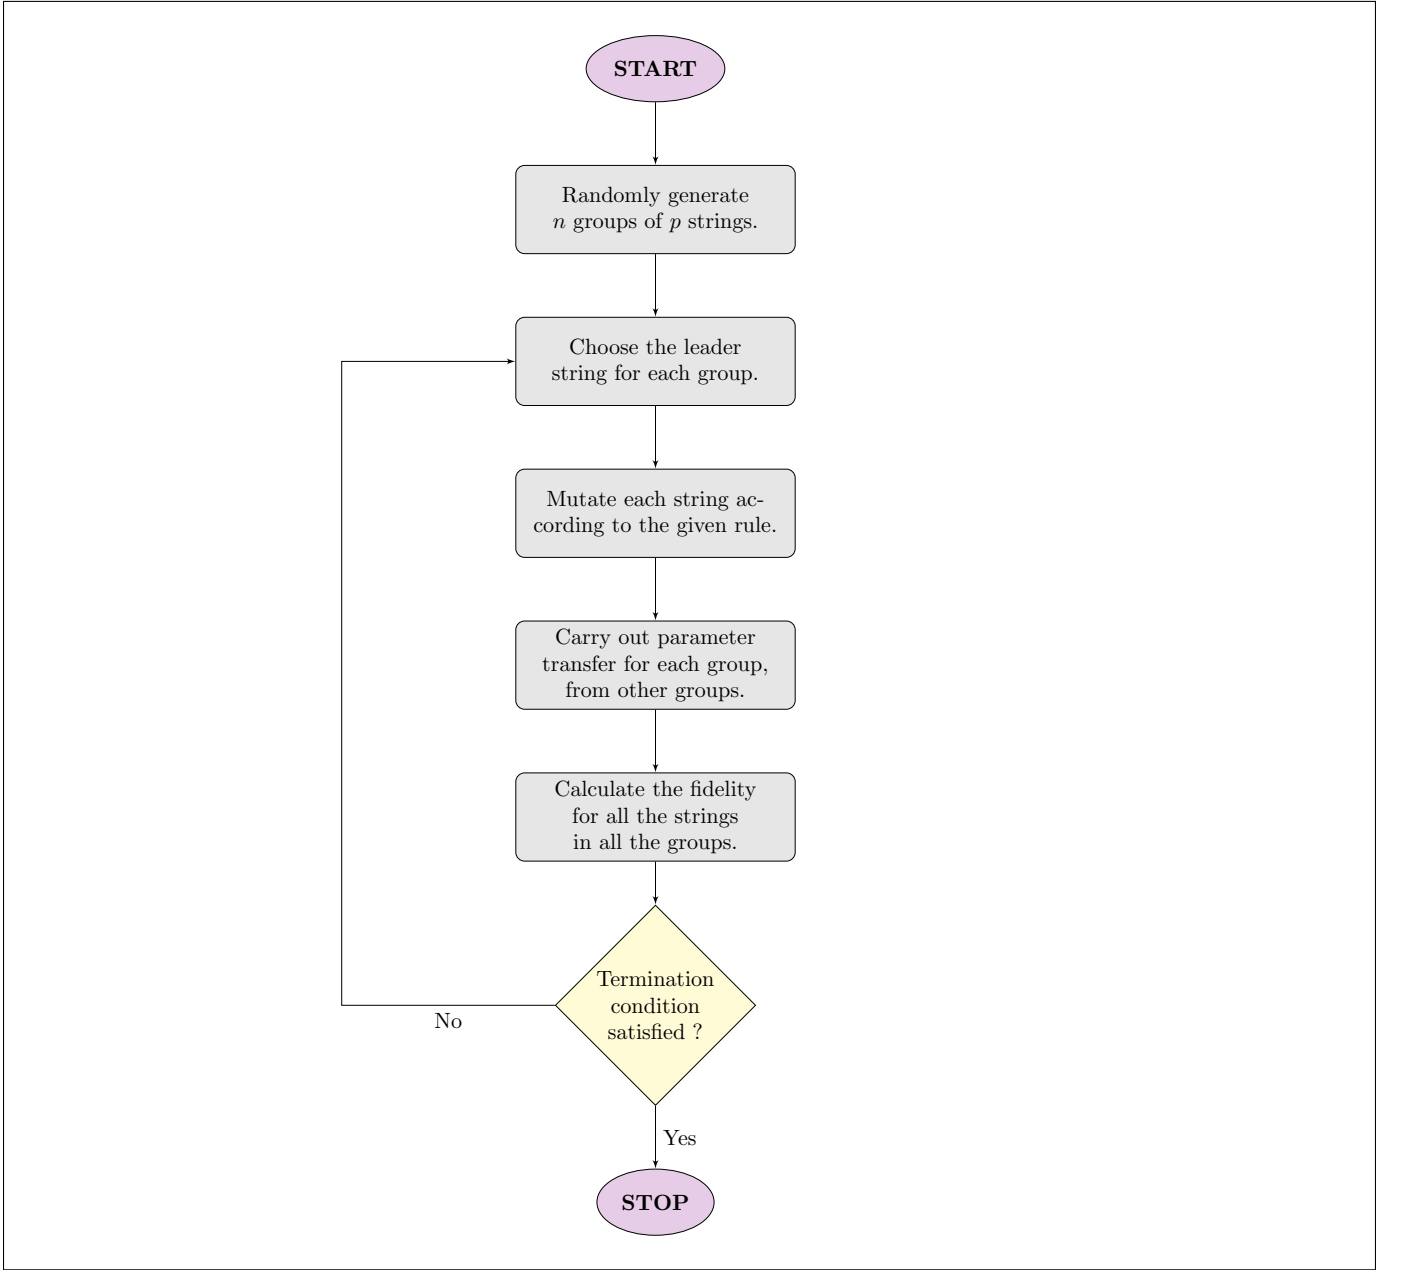 START
Randomly generate
n groups of p strings.
Choose the leader
string for each group.
Mutate each string ac-
cording to the given rule.
Carry out parameter
transfer for each group,
from other groups.
Calculate the fidelity
for all the strings
in all the groups.
Termination
condition
satisfied ?
No
Yes
STOP